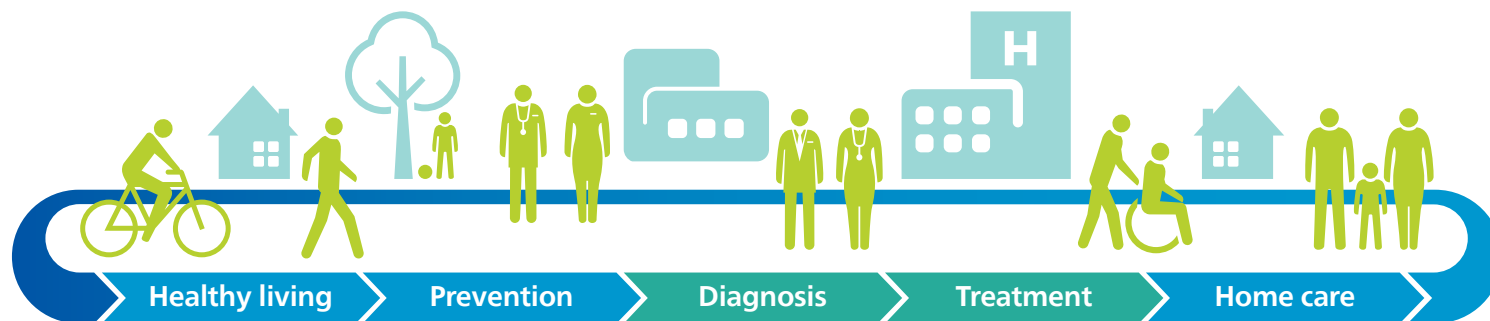 H
Healthy living
Prevention
Diagnosis
Treatment
Home care